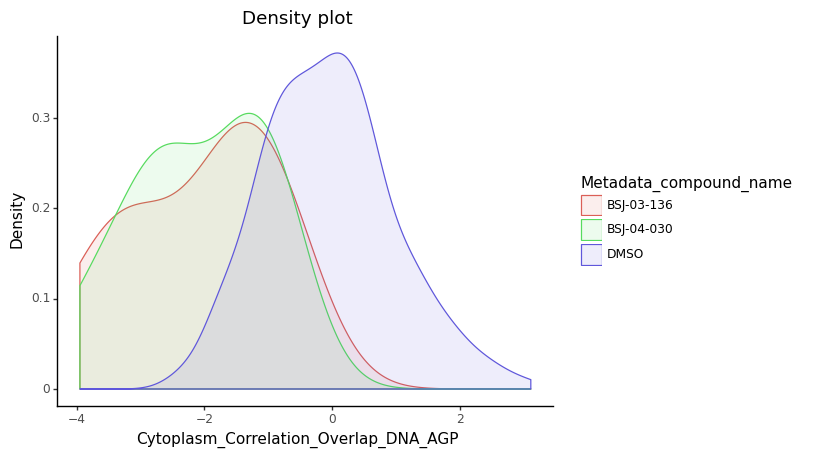 Density plot
0.3
0.2
0.1
0
Density
−4
−2
0
2
Cytoplasm_Correlation_Overlap_DNA_AGP
Metadata_compound_name
BSJ-03-136
BSJ-04-030
DMSO